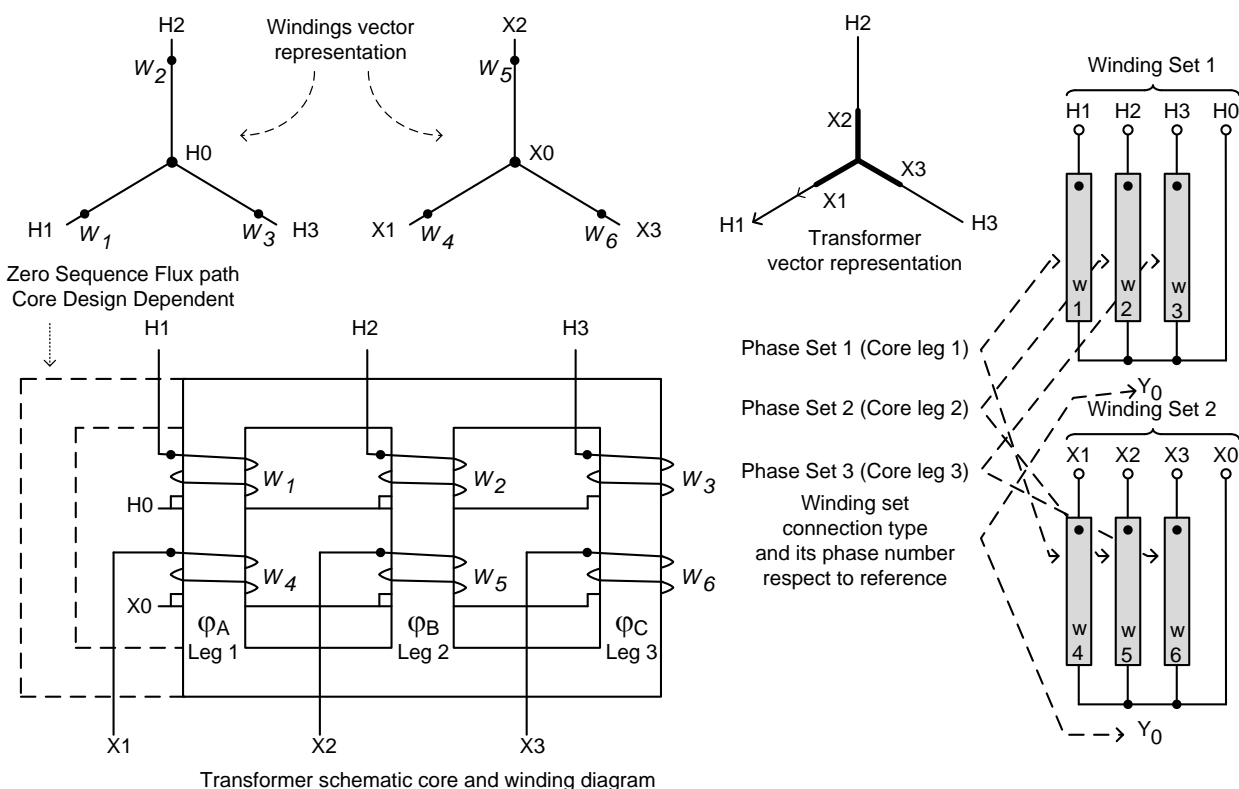 H2
W2
H0
H1
W1
W3
H3
Windings vector
representation
X2
W5
X0
X1
W4
W6
X3
H2
X2
X3
X1
H1
H3
Transformer
vector representation
Winding Set 1
H1 H2 H3 H0
w
1
w
2
w
3
Y0
Zero Sequence Flux path
Core Design Dependent
H1 H2 H3
W1
W2
W3
H0
W4
W5
W6
X0
φA
Leg 1
φB
Leg 2
φC
Leg 3
X1 X2 X3
Transformer schematic core and winding diagram
Phase Set 1 (Core leg 1)
Phase Set 2 (Core leg 2)
Phase Set 3 (Core leg 3)
Winding set
connection type
and its phase number
respect to reference
Winding Set 2
X1 X2 X3 X0
w
4
w
5
w
6
Y0